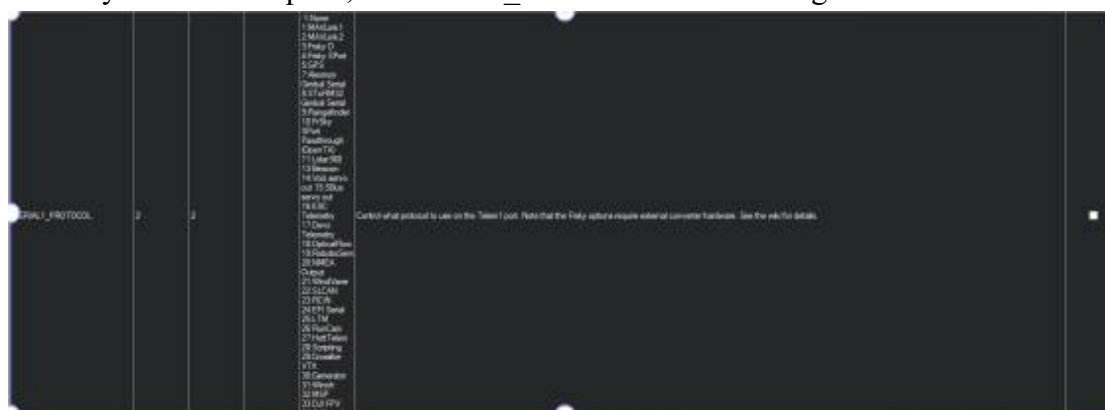 SERIAL1_PROTOCOL
2
2
-1:None
1:MAVLink1
2:MAVLink2
3:Frsky D
4:Frsky SPort
5:GPS
7:Alexmos
Gimbal Serial
8:SToRM32
Gimbal Serial
9:Rangefinder
10:FrSky
SPort
Passthrough
(OpenTX)
11:Lidar360
13:Beacon
14:Volz servo
out 15:SBus
servo out
16:ESC
Telemetry
17:Devo
Telemetry
18:OpticalFlow
19:RobotisServ
20:NMEA
Output
21:WindVane
22:SLCAN
23:RCIN
24:EFI Serial
25:LTM
26:RunCam
27:HottTelem
28:Scripting
29:Crossfire
VTX
30:Generator
31:Winch
32:MSP
33:DJI FPV
Control what protocol to use on the Telem1 port. Note that the Frsky options require external converter hardware. See the wiki for details.